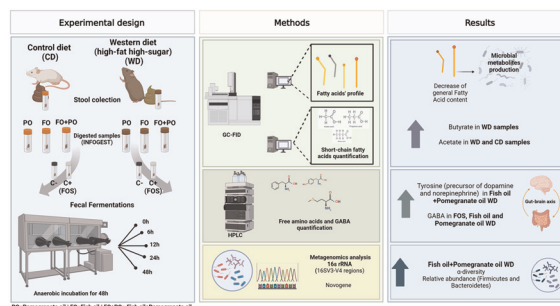 Experimental design
Control diet
(CD)
Western diet
(high-fat high-sugar)
(WD)
Stool colection
PO FO FO+PO
PO FO FO+PO
Digested samples
(INFOGEST)
C- C+
(FOS)
C- C+
(FOS)
Fecal Fermentations
0h
6h
12h
24h
48h
Anaerobic incubation for 48h
Methods
GC-FID
Fatty acids' profile
Short-chain fatty
acids quantification
HPLC
Free amino acids and GABA
quantification
Metagenomics analysis
16s rRNA
(16SV3-V4 regions)
Novogene
Results
Decrease of
general Fatty
Acid content
Microbial
metabolites
production
Butyrate in WD samples
Acetate in WD and CD samples
Tyrosine (precursor of dopamine
and norepinephrine) in Fish oil
+Pomegranate oil WD
GABA in FOS, Fish oil and
Pomegranate oil WD
Gut-brain axis
Fish oil+Pomegranate oil WD
α-diversity
Relative abundance (Firmicutes and
Bacteroidetes)